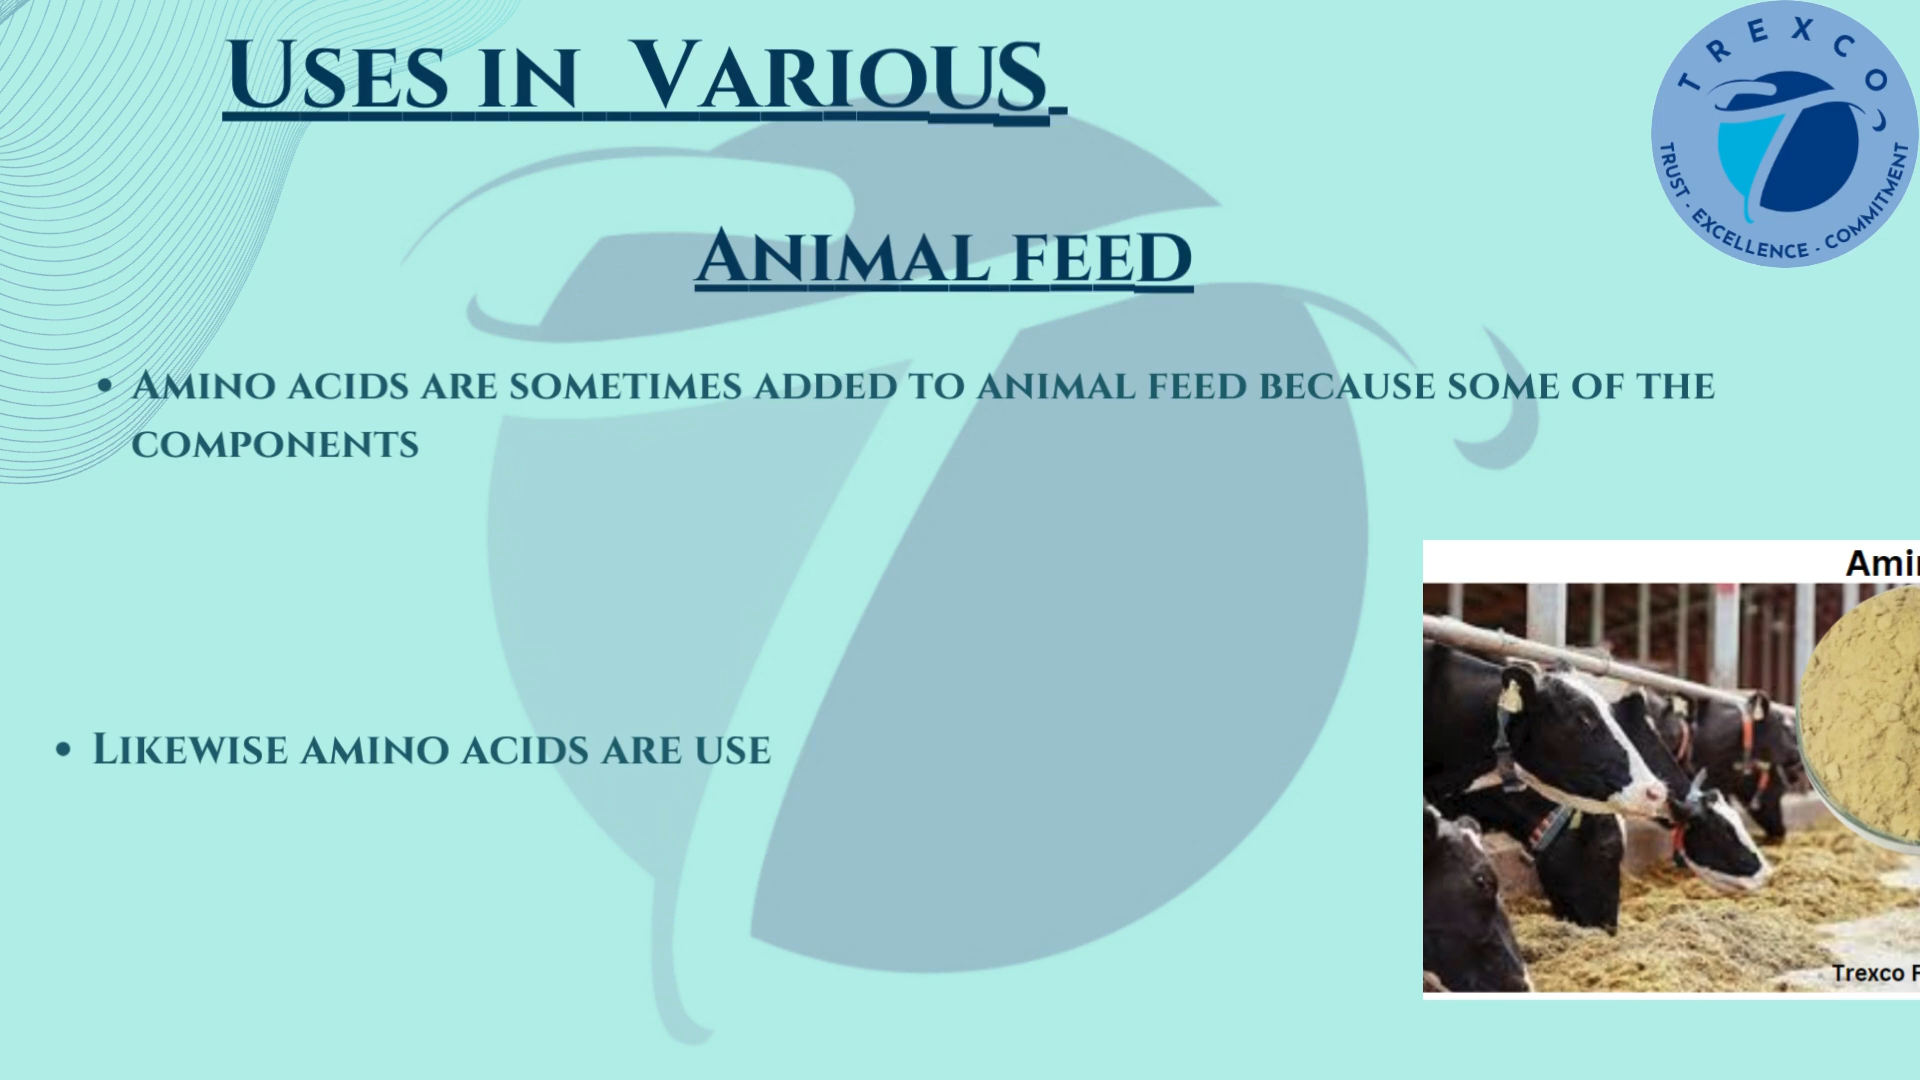 Uses in Various
TREXCO
TRUST - EXCELLENCE - COMMITMENT
Animal feed
• Amino acids are sometimes added to animal feed because some of the
components
Amin
• Likewise amino acids are use
Trexco F